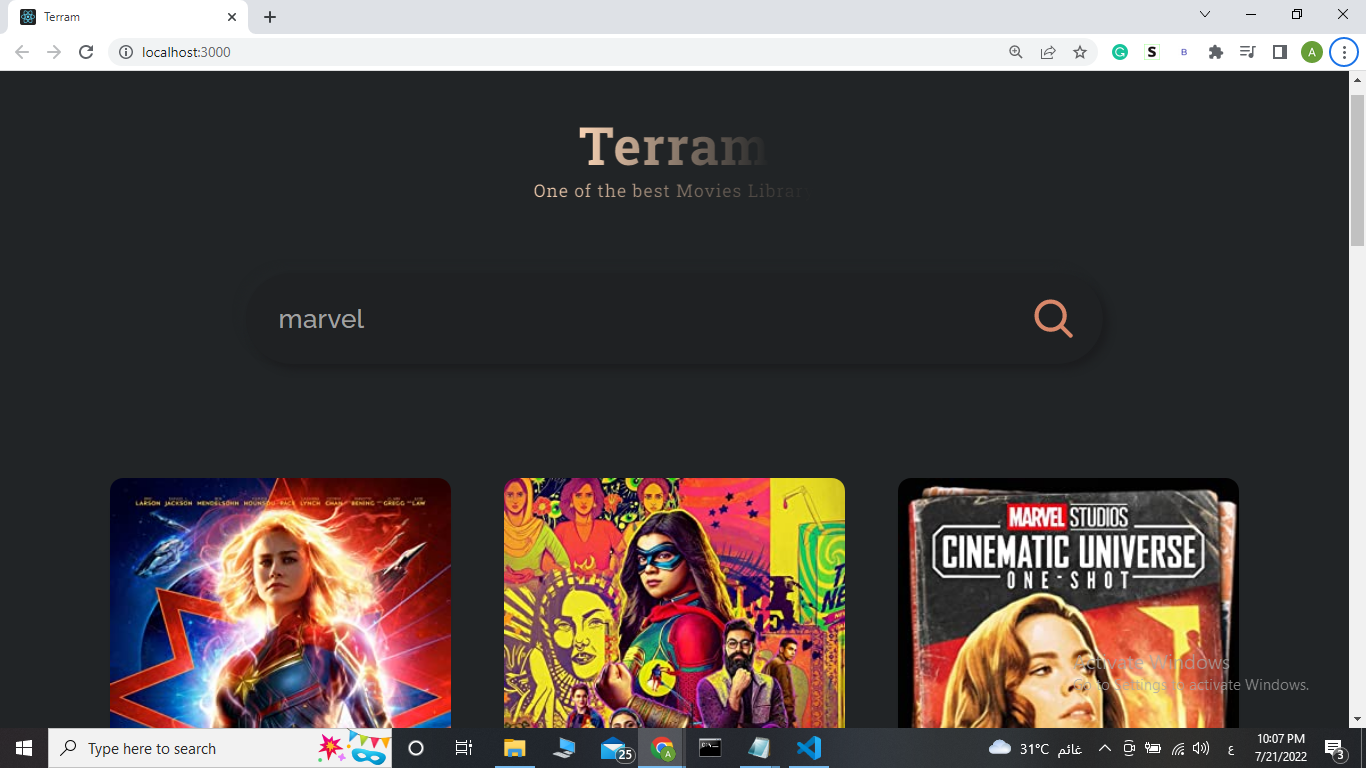 Terram
localhost:3000
S
B
A
Terram
One of the best Movies Library
marvel
LARSON JACKSON MENDELSOHN HOUNSOU PACE LYNCH CHAN BENING GREGG LAW
MARVEL STUDIOS
CINEMATIC UNIVERSE
ONE-SHOT
Activate Windows
Go to Settings to activate Windows.
Type here to search
25
A
31°C غائم
ع
10:07 PM
7/21/2022
3